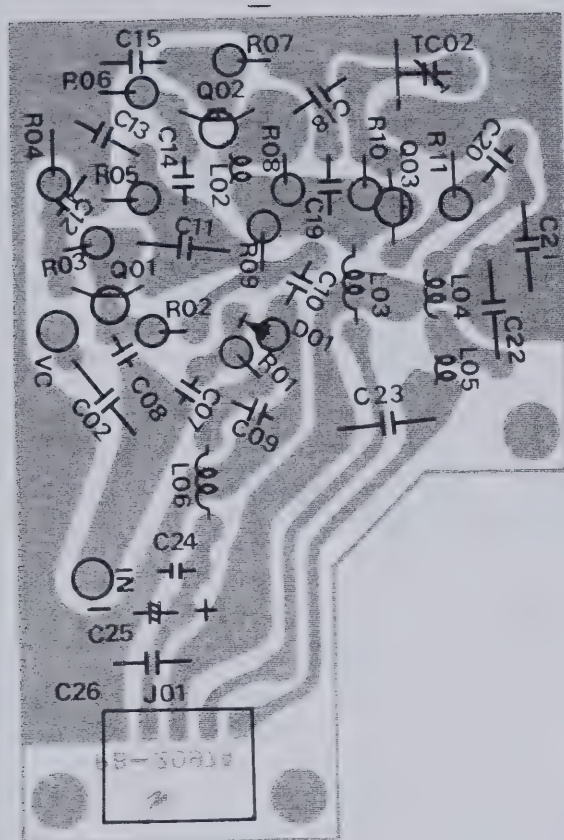 C15
R07
TC02
R06
Q02
C18
C13
R04
C14
L02
R08
R10
Q03
R11
C20
C12
R05
C19
R03
C11
R09
C21
Q01
C10
L03
L04
C22
R02
D01
VC
R01
L05
C08
C02
C07
C09
C23
L06
IN
C24
−
+
C25
C26
J01